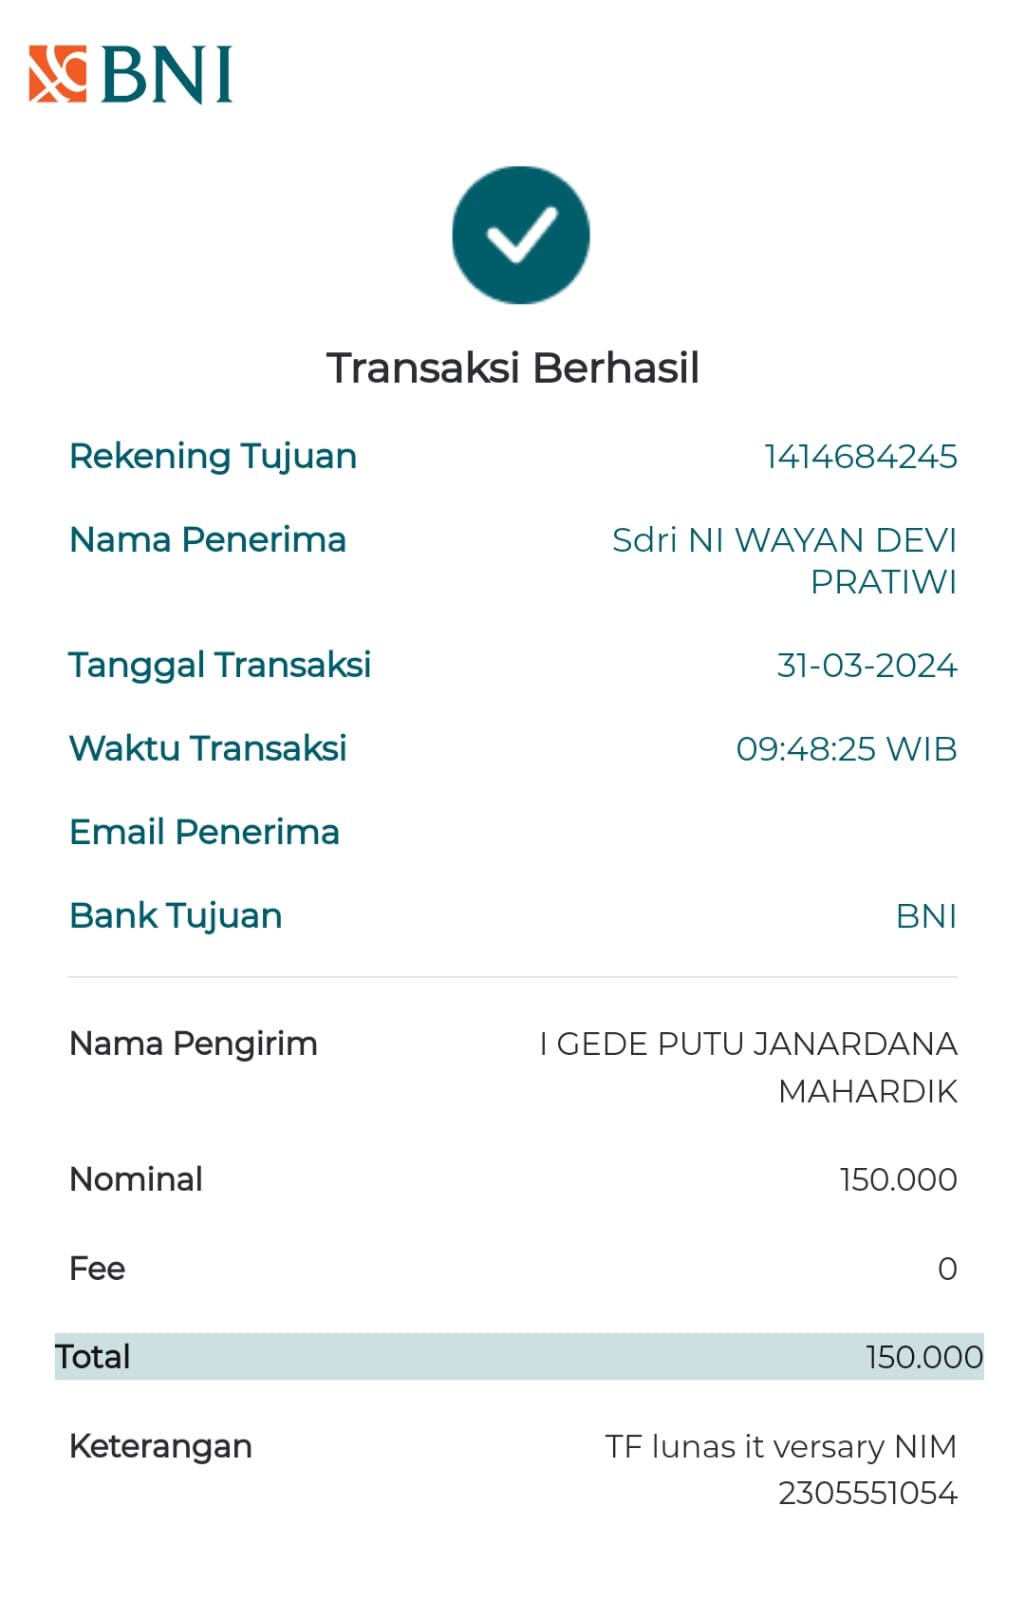 BNI
Transaksi Berhasil
Rekening Tujuan 1414684245
Nama Penerima Sdri NI WAYAN DEVI
PRATIWI
Tanggal Transaksi 31-03-2024
Waktu Transaksi 09:48:25 WIB
Email Penerima
Bank Tujuan BNI
Nama Pengirim I GEDE PUTU JANARDANA
MAHARDIK
Nominal 150.000
Fee 0
Total 150.000
Keterangan TF lunas it versary NIM
2305551054